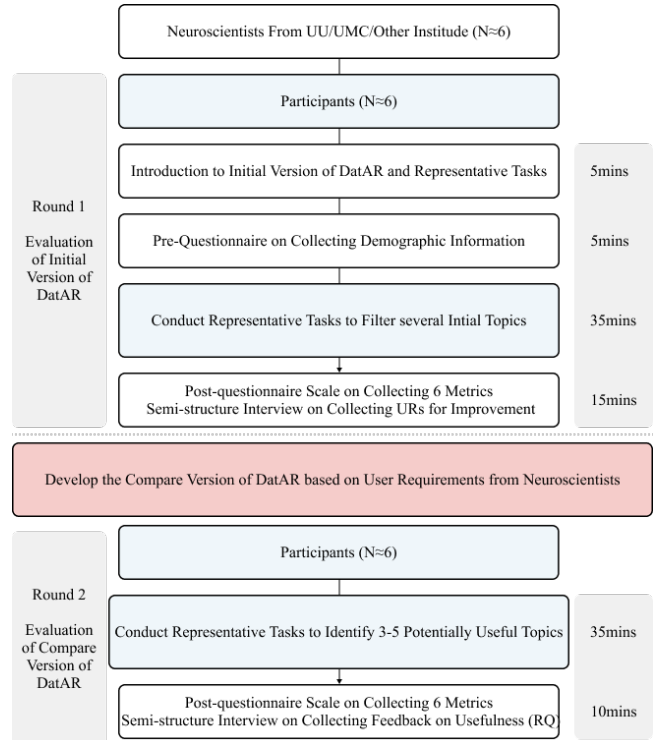 Neuroscientists From UU/UMC/Other Institude (N≈6)
Participants (N≈6)
Round 1
Evaluation
of Initial
Version of
DatAR
Introduction to Initial Version of DatAR and Representative Tasks
5mins
Pre-Questionnaire on Collecting Demographic Information
5mins
Conduct Representative Tasks to Filter several Intial Topics
35mins
Post-questionnaire Scale on Collecting 6 Metrics
Semi-structure Interview on Collecting URs for Improvement
15mins
Develop the Compare Version of DatAR based on User Requirements from Neuroscientists
Participants (N≈6)
Round 2
Evaluation
of Compare
Version of
DatAR
Conduct Representative Tasks to Identify 3-5 Potentially Useful Topics
35mins
Post-questionnaire Scale on Collecting 6 Metrics
Semi-structure Interview on Collecting Feedback on Usefulness (RQ)
10mins